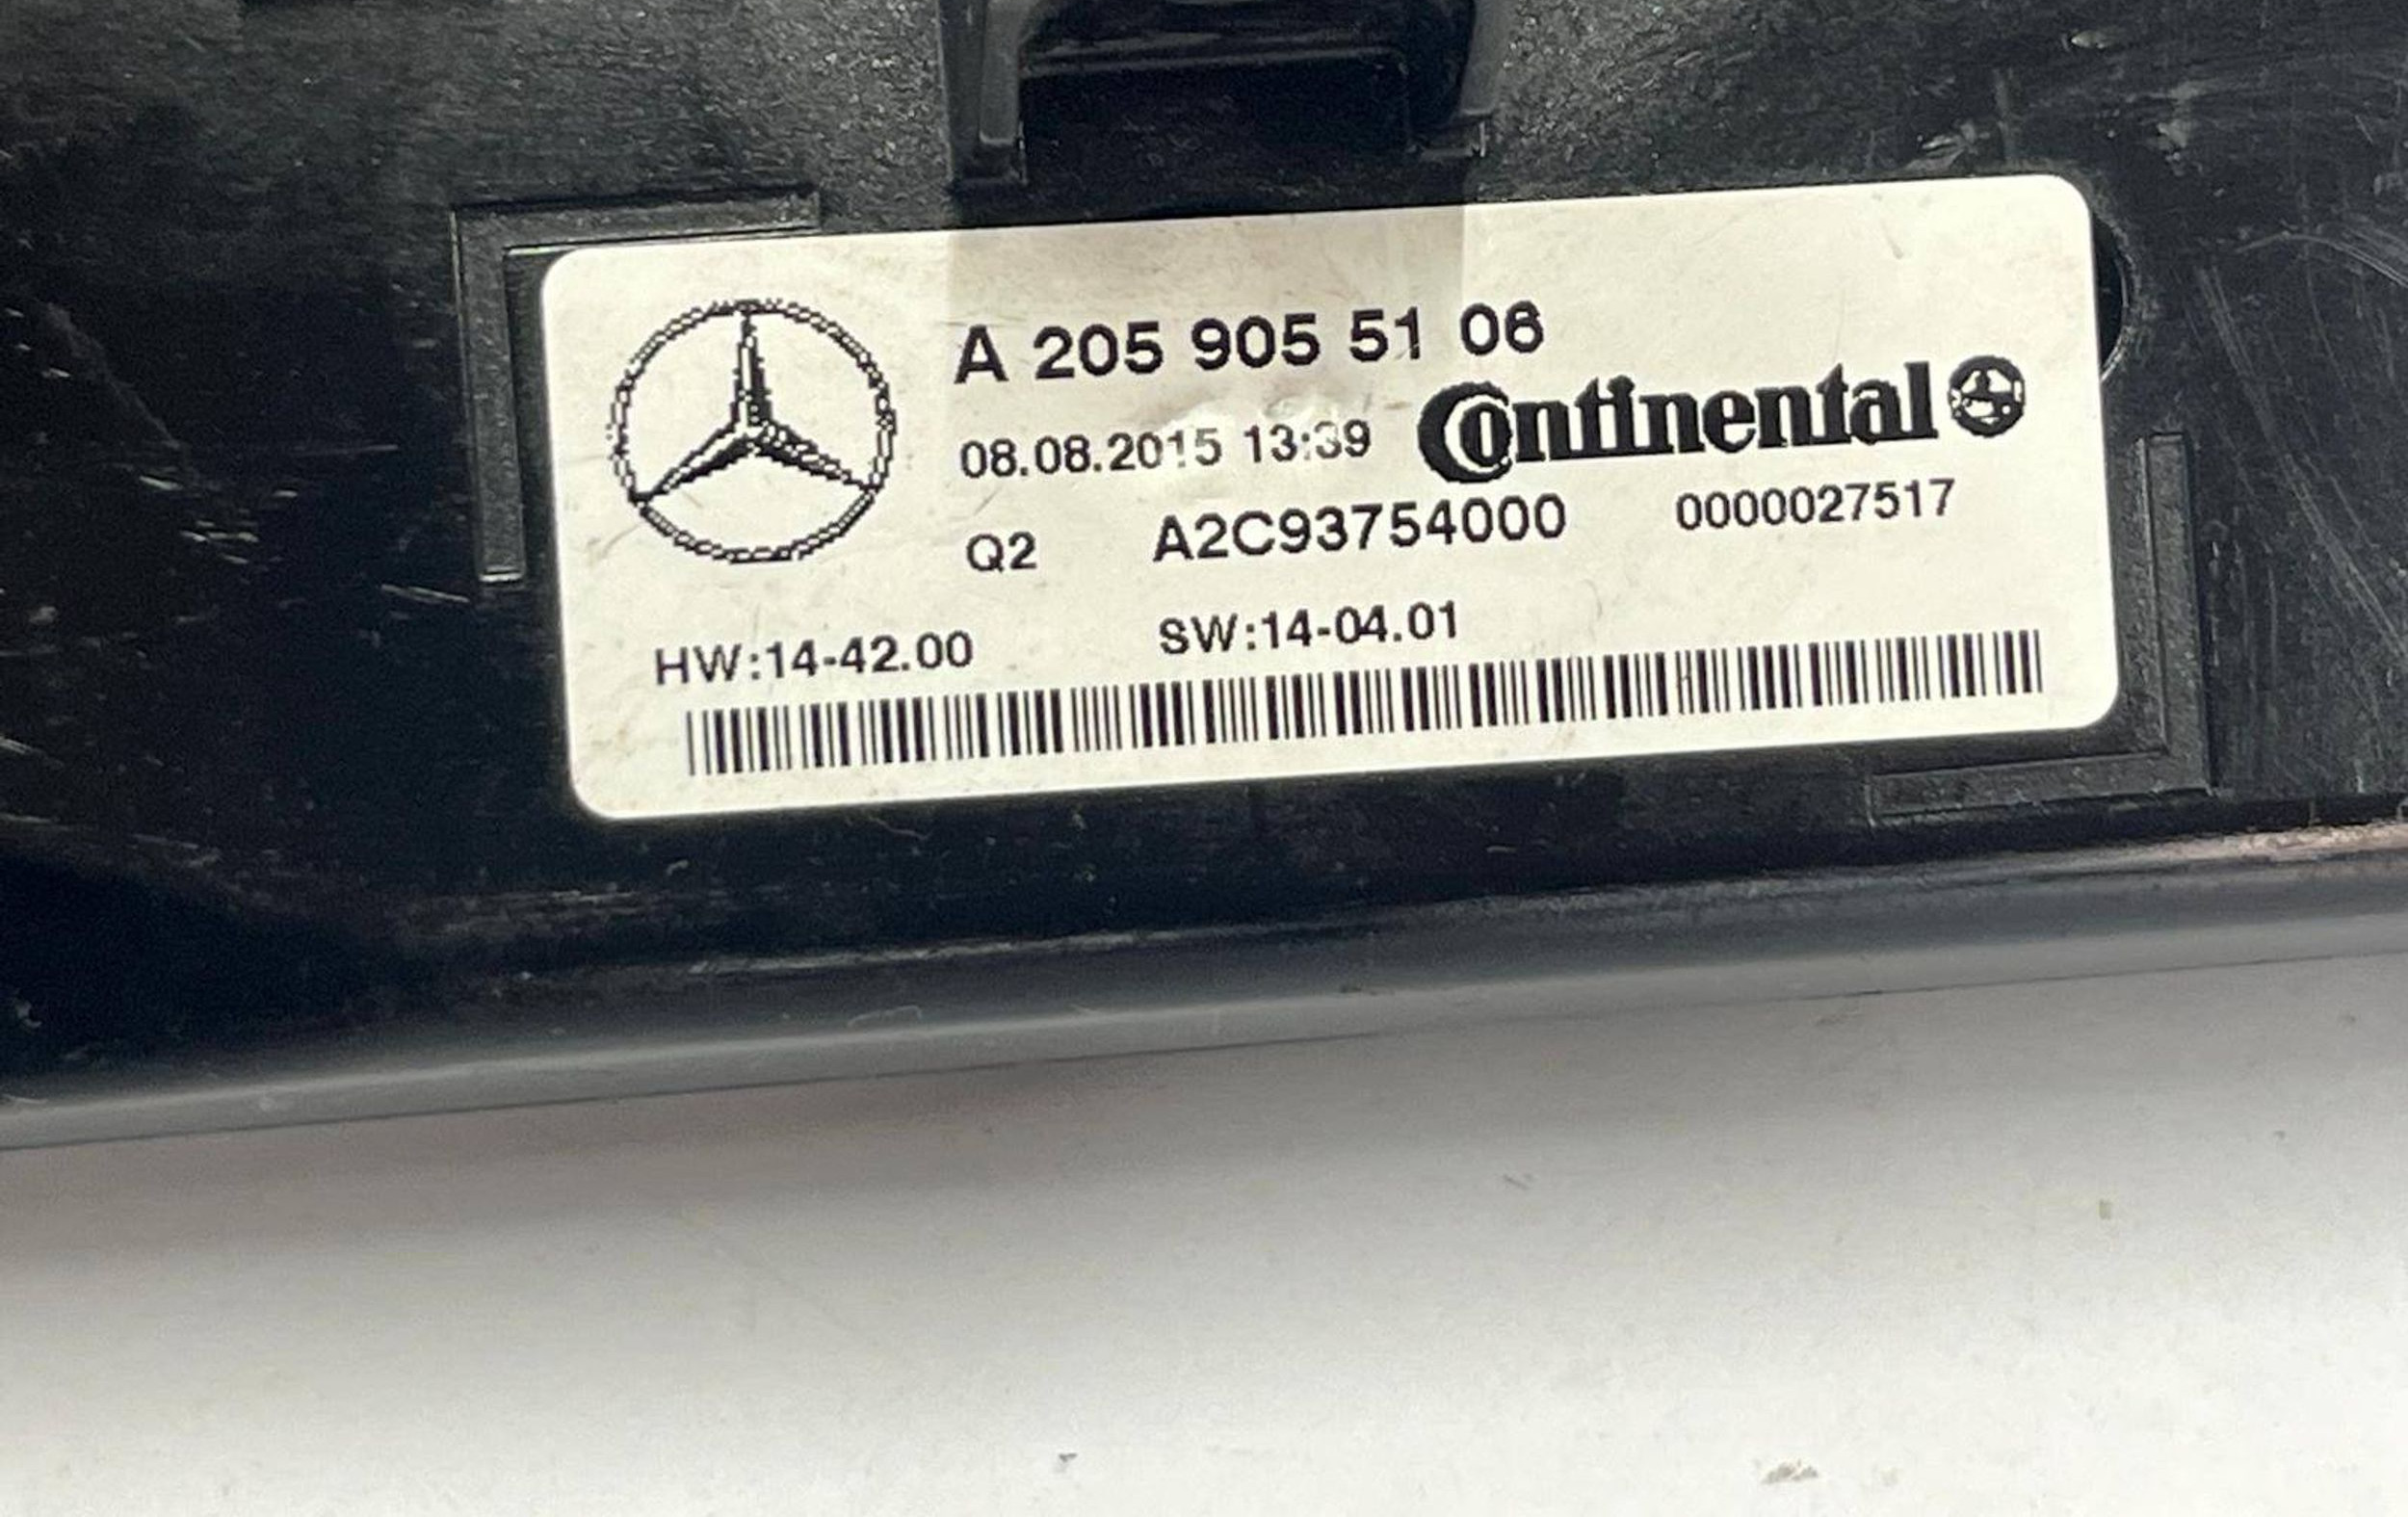 A 205 905 51 06
08.08.2015 13:39 Continental
Q2 A2C93754000 0000027517
HW:14-42.00 SW:14-04.01